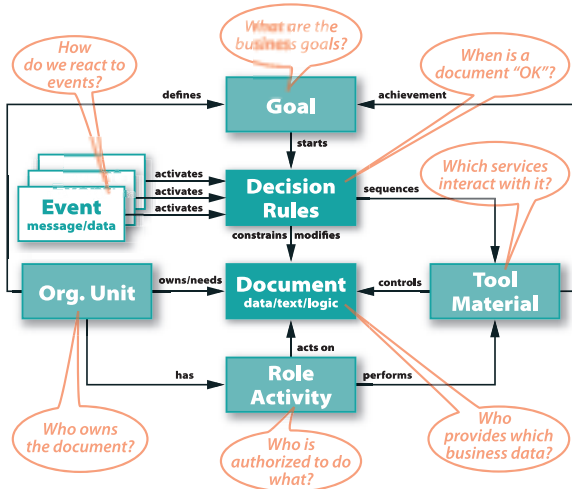 What are the
business goals?
How
do we react to
events?
When is a
document "OK"?
defines
Goal
achievement
starts
Which services
interact with it?
activates
activates
activates
Event
message/data
Decision
Rules
sequences
constrains modifies
Org. Unit
owns/needs
Document
data/text/logic
controls
Tool
Material
acts on
has
Role
Activity
performs
Who owns
the document?
Who is
authorized to do
what?
Who
provides which
business data?